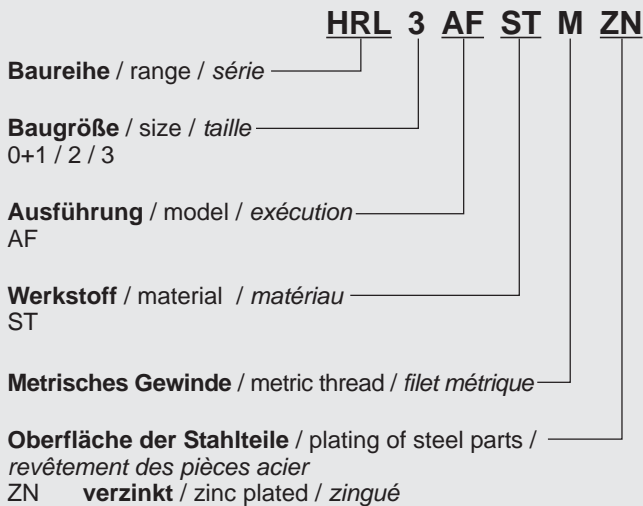 HRL 3 AF ST M ZN
Baureihe / range / série
Baugröße / size / taille
0+1 / 2 / 3
Ausführung / model / exécution
AF
Werkstoff / material / matériau
ST
Metrisches Gewinde / metric thread / filet métrique
Oberfläche der Stahlteile / plating of steel parts /
revêtement des pièces acier
ZN verzinkt / zinc plated / zingué